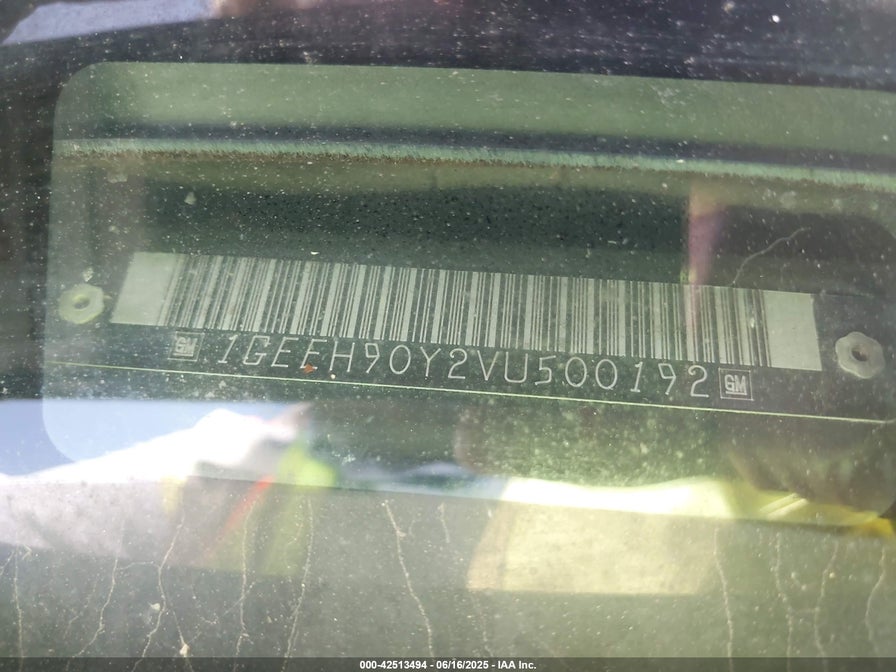 GM 1GEEH90Y2VU500192 GM
000-42513494 - 06/16/2025 - IAA Inc.